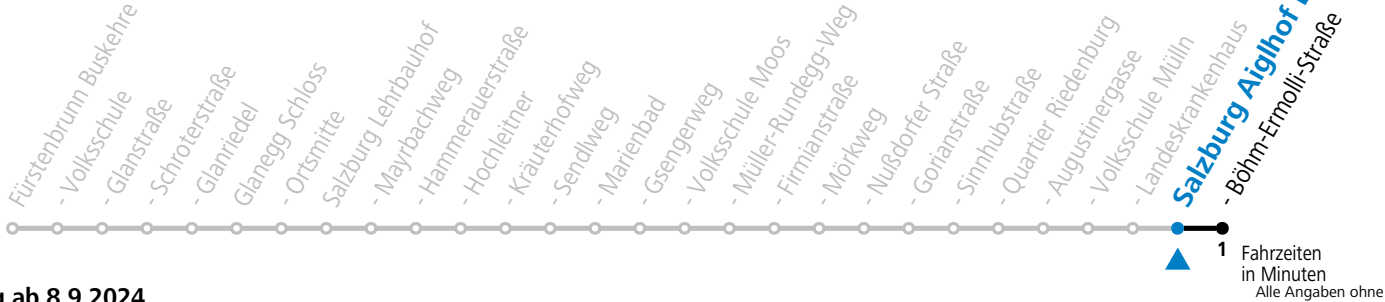 Fürstenbrunn Buskehre
- Volksschule
- Glanstraße
- Schroterstraße
- Glanriedel
Glanegg Schloss
- Ortsmitte
Salzburg Lehrbauhof
- Mayrbachweg
- Hammerauerstraße
- Hochleitner
- Kräuterhofweg
- Sendlweg
- Marienbad
- Gsengerweg
- Volksschule Moos
- Müller-Rundegg-Weg
- Firmianstraße
- Mörkweg
- Nußdorfer Straße
- Gorianstraße
- Sinnhubstraße
- Quartier Riedenburg
- Augustinergasse
- Volksschule Mülln
- Landeskrankenhaus
Salzburg Aiglhof
- Böhm-Ermolli-Straße
1 Fahrzeiten
in Minuten
Alle Angaben ohne
ab 8.9.2024